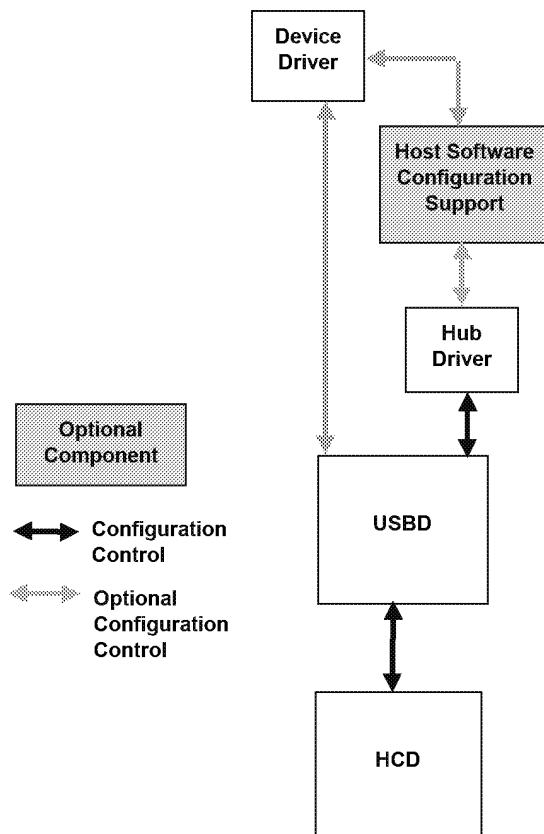 Device
Driver
Host Software
Configuration
Support
Hub
Driver
Optional
Component
USBD
Configuration
Control
Optional
Configuration
Control
HCD